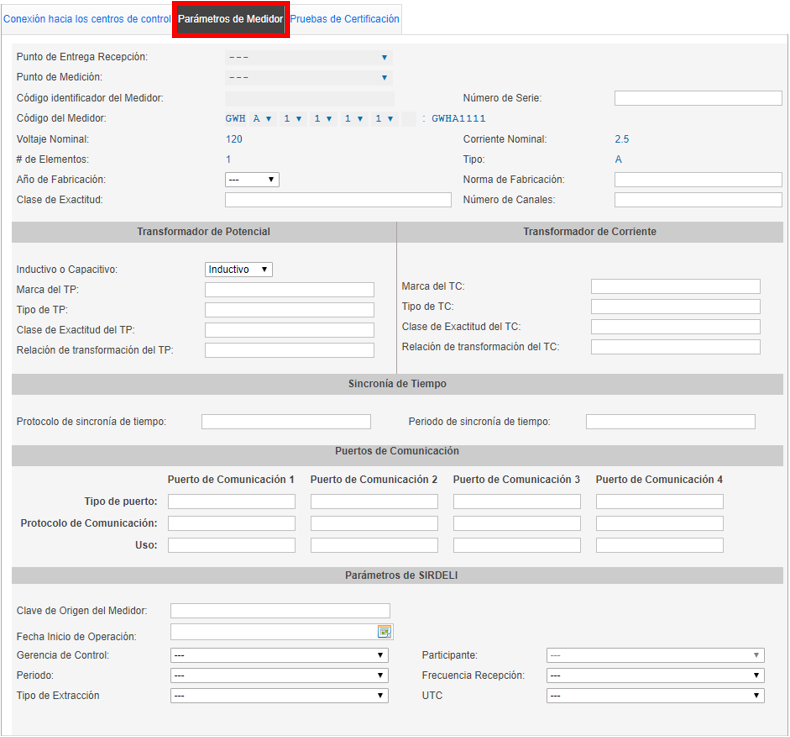 Conexión hacia los centros de control Parámetros de Medidor Pruebas de Certificación
Punto de Entrega Recepción: ---
Punto de Medición: ---
Código identificador del Medidor: Número de Serie:
Código del Medidor: GWH A 1 1 1 1 : GWHA1111
Voltaje Nominal: 120 Corriente Nominal: 2.5
# de Elementos: 1 Tipo: A
Año de Fabricación: --- Norma de Fabricación:
Clase de Exactitud: Número de Canales:
Transformador de Potencial Transformador de Corriente
Inductivo o Capacitivo: Inductivo
Marca del TP: Marca del TC:
Tipo de TP: Tipo de TC:
Clase de Exactitud del TP: Clase de Exactitud del TC:
Relación de transformación del TP: Relación de transformación del TC:
Sincronía de Tiempo
Protocolo de sincronía de tiempo: Periodo de sincronía de tiempo:
Puertos de Comunicación
Puerto de Comunicación 1 Puerto de Comunicación 2 Puerto de Comunicación 3 Puerto de Comunicación 4
Tipo de puerto:
Protocolo de Comunicación:
Uso:
Parámetros de SIRDELI
Clave de Origen del Medidor:
Fecha Inicio de Operación:
Gerencia de Control: --- Participante: ---
Periodo: --- Frecuencia Recepción: ---
Tipo de Extracción --- UTC ---